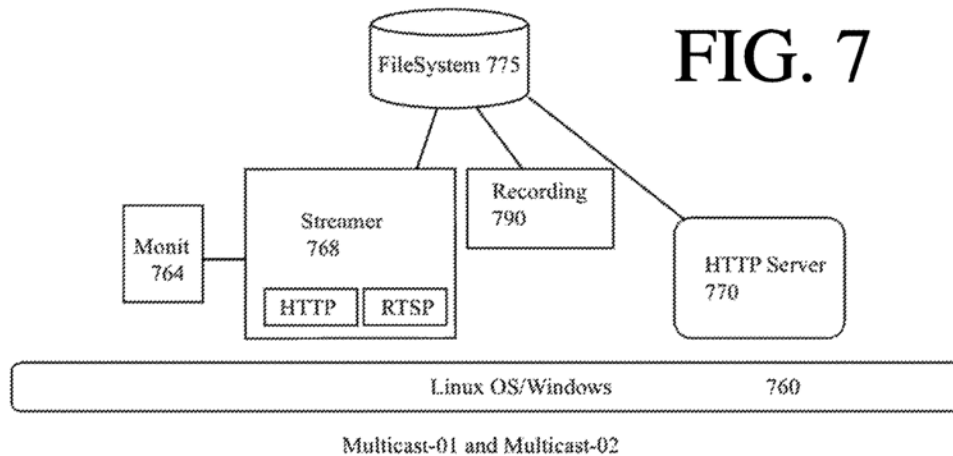 FIG. 7
FileSystem 775
Recording
790
Streamer
768
Monit
764
HTTP Server
770
HTTP
RTSP
Linux OS/Windows 760
Multicast-01 and Multicast-02